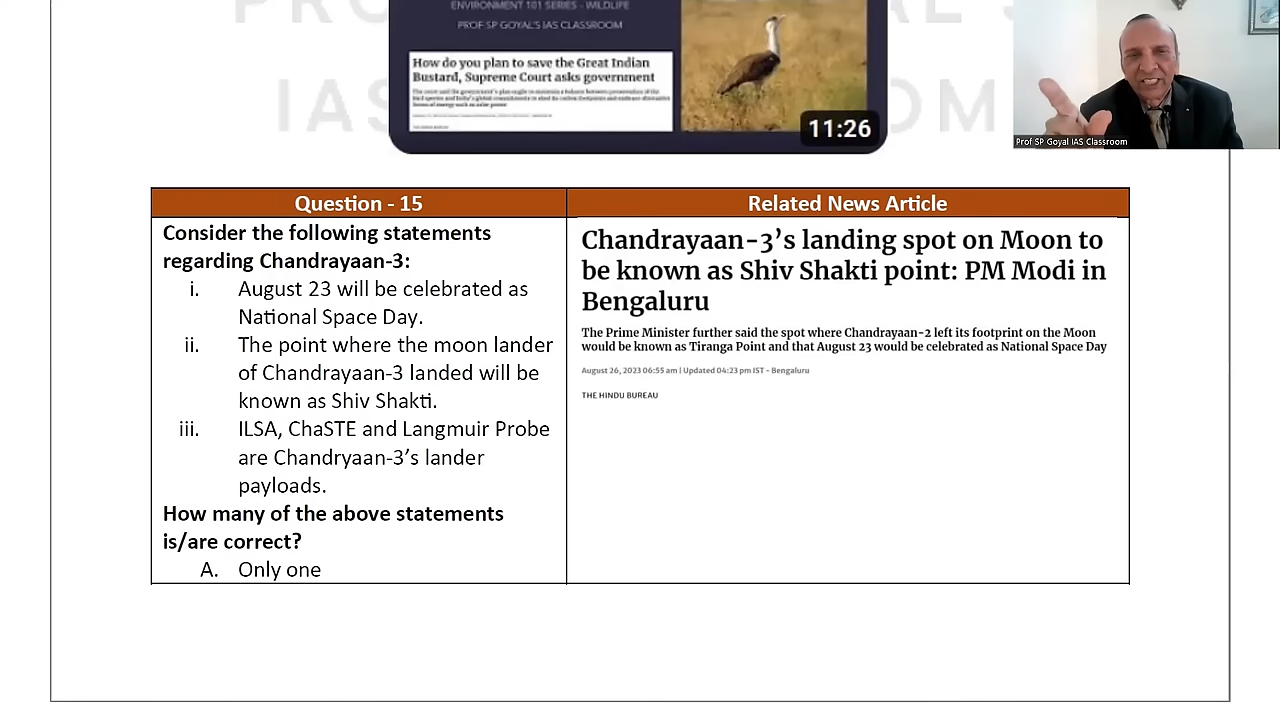 ENVIRONMENT 101 SERIES - WILDLIFE
PROF SP GOYAL'S IAS CLASSROOM
How do you plan to save the Great Indian
Bustard, Supreme Court asks government
11:26
Prof SP Goyal IAS Classroom
Question - 15
Related News Article
Consider the following statements
regarding Chandrayaan-3:
i. August 23 will be celebrated as
National Space Day.
ii. The point where the moon lander
of Chandrayaan-3 landed will be
known as Shiv Shakti.
iii. ILSA, ChaSTE and Langmuir Probe
are Chandryaan-3’s lander
payloads.
How many of the above statements
is/are correct?
A. Only one
Chandrayaan-3’s landing spot on Moon to
be known as Shiv Shakti point: PM Modi in
Bengaluru
The Prime Minister further said the spot where Chandrayaan-2 left its footprint on the Moon
would be known as Tiranga Point and that August 23 would be celebrated as National Space Day
August 26, 2023 06:55 am | Updated 04:23 pm IST - Bengaluru
THE HINDU BUREAU